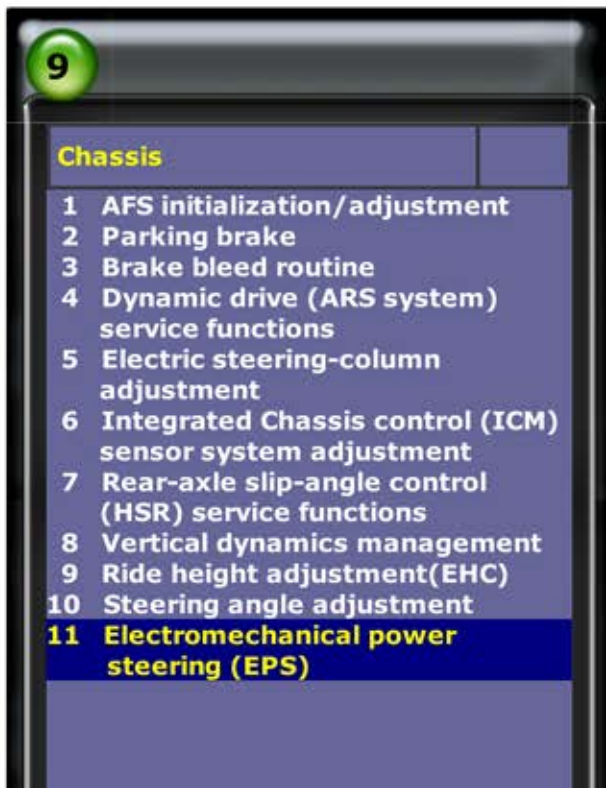 9
Chassis
1 AFS initialization/adjustment
2 Parking brake
3 Brake bleed routine
4 Dynamic drive (ARS system)
service functions
5 Electric steering-column
adjustment
6 Integrated Chassis control (ICM)
sensor system adjustment
7 Rear-axle slip-angle control
(HSR) service functions
8 Vertical dynamics management
9 Ride height adjustment(EHC)
10 Steering angle adjustment
11 Electromechanical power
steering (EPS)